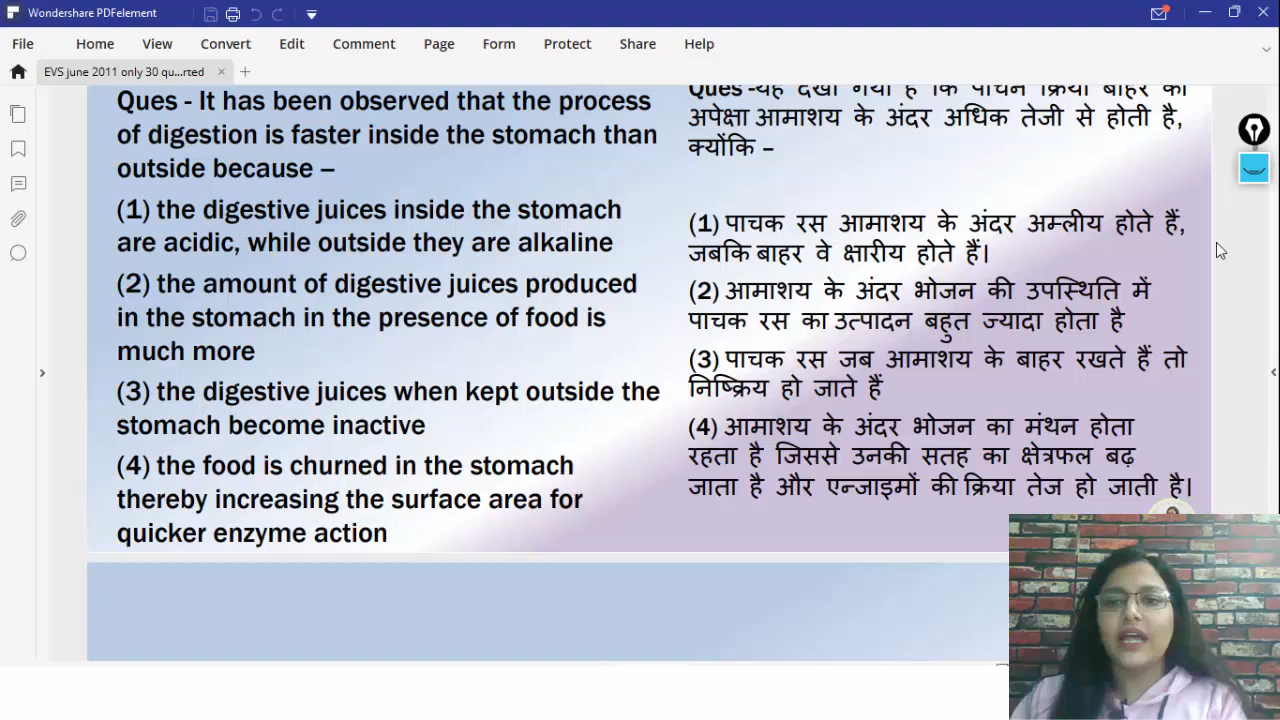 Wondershare PDFelement
File Home View Convert Edit Comment Page Form Protect Share Help
EVS june 2011 only 30 qu...rted
Ques - It has been observed that the process
of digestion is faster inside the stomach than
outside because –
(1) the digestive juices inside the stomach
are acidic, while outside they are alkaline
(2) the amount of digestive juices produced
in the stomach in the presence of food is
much more
(3) the digestive juices when kept outside the
stomach become inactive
(4) the food is churned in the stomach
thereby increasing the surface area for
quicker enzyme action
Ques -यह देखा गया है कि पाचन क्रिया बाहर की
अपेक्षा आमाशय के अंदर अधिक तेजी से होती है,
क्योंकि –
(1) पाचक रस आमाशय के अंदर अम्लीय होते हैं,
जबकि बाहर वे क्षारीय होते हैं।
(2) आमाशय के अंदर भोजन की उपस्थिति में
पाचक रस का उत्पादन बहुत ज्यादा होता है
(3) पाचक रस जब आमाशय के बाहर रखते हैं तो
निष्क्रिय हो जाते हैं
(4) आमाशय के अंदर भोजन का मंथन होता
रहता है जिससे उनकी सतह का क्षेत्रफल बढ़
जाता है और एन्जाइमों की क्रिया तेज हो जाती है।